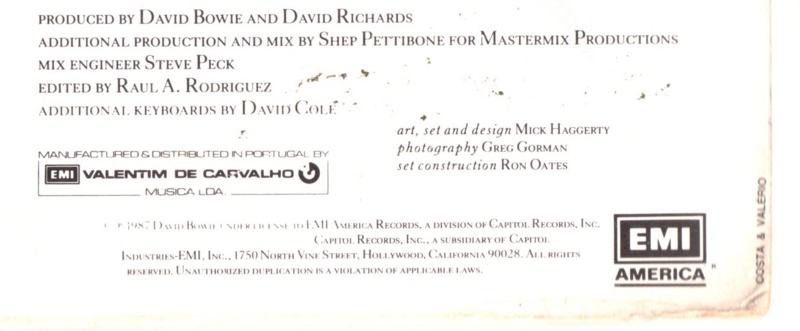 PRODUCED BY DAVID BOWIE AND DAVID RICHARDS
ADDITIONAL PRODUCTION AND MIX BY SHEP PETTIBONE FOR MASTERMIX PRODUCTIONS
MIX ENGINEER STEVE PECK
EDITED BY RAUL A. RODRIGUEZ
ADDITIONAL KEYBOARDS BY DAVID COLE
art, set and design MICK HAGGERTY
photography GREG GORMAN
set construction RON OATES
MANUFACTURED & DISTRIBUTED IN PORTUGAL BY
EMI VALENTIM DE CARVALHO
MUSICA LDA.
1987 DAVID BOWIE UNDER LICENSE TO EMI AMERICA RECORDS, A DIVISION OF CAPITOL RECORDS, INC.
CAPITOL RECORDS, INC., A SUBSIDIARY OF CAPITOL
INDUSTRIES-EMI, INC., 1750 NORTH VINE STREET, HOLLYWOOD, CALIFORNIA 90028. ALL RIGHTS
RESERVED. UNAUTHORIZED DUPLICATION IS A VIOLATION OF APPLICABLE LAWS.
EMI
AMERICA
COSTA & VALERIO